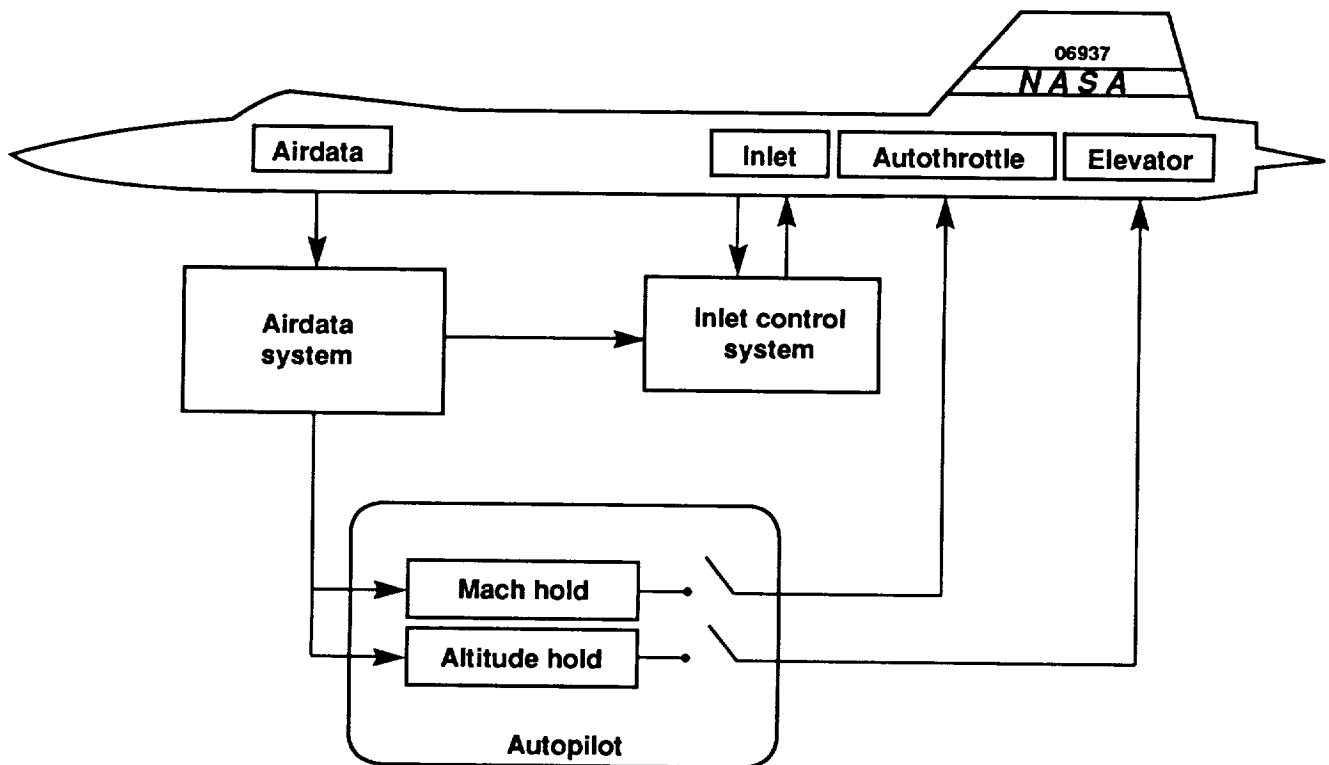 06937
NASA
Airdata
Inlet
Autothrottle
Elevator
Airdata
system
Inlet control
system
Mach hold
Altitude hold
Autopilot